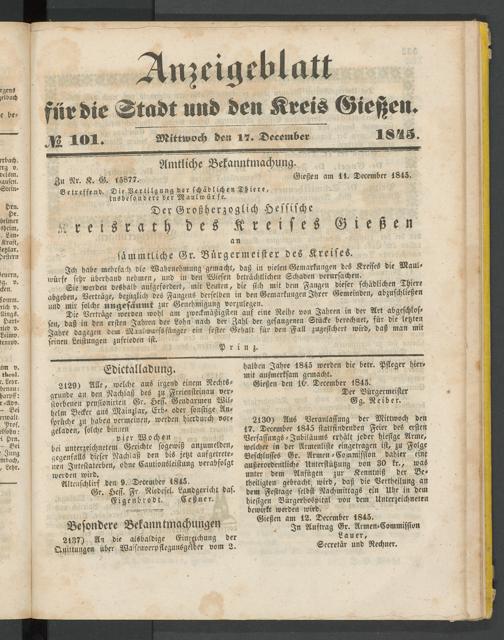 Anzeigeblatt
für die Stadt und den Kreis Gießen.
№ 101. Mittwoch den 17. December 1845.
Amtliche Bekanntmachung.
Zu Nr. K. G. 15877. Gießen am 11. December 1845.
Betreffend. Die Vertilgung der schädlichen Thiere,
insbesondere der Maulwürfe.
Der Großherzoglich Hessische
Kreisrath des Kreises Gießen
an
sämmtliche Gr. Bürgermeister des Kreises.
Ich habe mehrfach die Wahrnehmung gemacht, daß in vielen Gemarkungen des Kreises die Maul-
würfe sehr überhand nehmen, und in den Wiesen beträchtlichen Schaden verursachen.
Sie werden deshalb aufgefordert, mit Leuten, die sich mit dem Fangen dieser schädlichen Thiere
abgeben, Verträge, bezüglich des Fangens derselben in den Gemarkungen Ihrer Gemeinden, abzuschließen
und mir solche ungesäumt zur Genehmigung vorzulegen.
Die Verträge werden wohl am zweckmäßigsten auf eine Reihe von Jahren in der Art abgeschlos-
sen, daß in den ersten Jahren der Lohn nach der Zahl der gefangenen Stücke berechnet, für die letzten
Jahre dagegen dem Maulwurfsfänger ein fester Gehalt für den Fall zugesichert wird, daß man mit
seinen Leistungen zufrieden ist.
Prinz.
Edictalladung.
2129) Alle, welche aus irgend einem Rechts-
grunde an den Nachlaß des zu Friensteinau ver-
storbenen pensionirten Gr. Hess. Gendarmen Wil-
helm Becker aus Mainzlar, Erb- oder sonstige An-
sprüche zu haben vermeinen, werden hierdurch vor-
geladen, solche binnen
vier Wochen
bei unterzeichnetem Gerichte sogewiß anzumelden,
ansonst dieser Nachlaß den bis jetzt aufgetrete-
nen Intestaterben, ohne Cautionsleistung verabfolgt
werden wird.
Altenschlirf den 9. December 1845.
Gr. Hess. Fr. Riedesel. Landgericht das.
Eigenbrodt. Geßner.
Besondere Bekanntmachungen
2137) An die alsbaldige Einreichung der
Quittungen über Waisenverpflegungsgelder vom 2.
halben Jahre 1845 werden die betr. Pfleger hier-
mit aufmerksam gemacht.
Gießen den 16. December 1845.
Der Bürgermeister
Eg. Reiber.
2130) Aus Veranlassung der Mittwoch den
17. December 1845 stattfindenden Feier des ersten
Verfassungs-Jubiläums erhält jeder hiesige Arme,
welcher in der Armenliste eingetragen ist, zu Folge
Beschlusses Gr. Armen-Commission daher eine
außerordentliche Unterstützung von 30 kr., was
unter dem Anfügen zur Kenntniß der Be-
theiligten gebracht wird, daß die Vertheilung an
dem Festtage selbst Nachmittags ein Uhr in dem
hiesigen Bürgerhospital vor dem Unterzeichneten
bewirkt werden wird.
Gießen am 12. December 1845.
In Auftrag Gr. Armen-Commission
Lauer,
Secretär und Rechner.